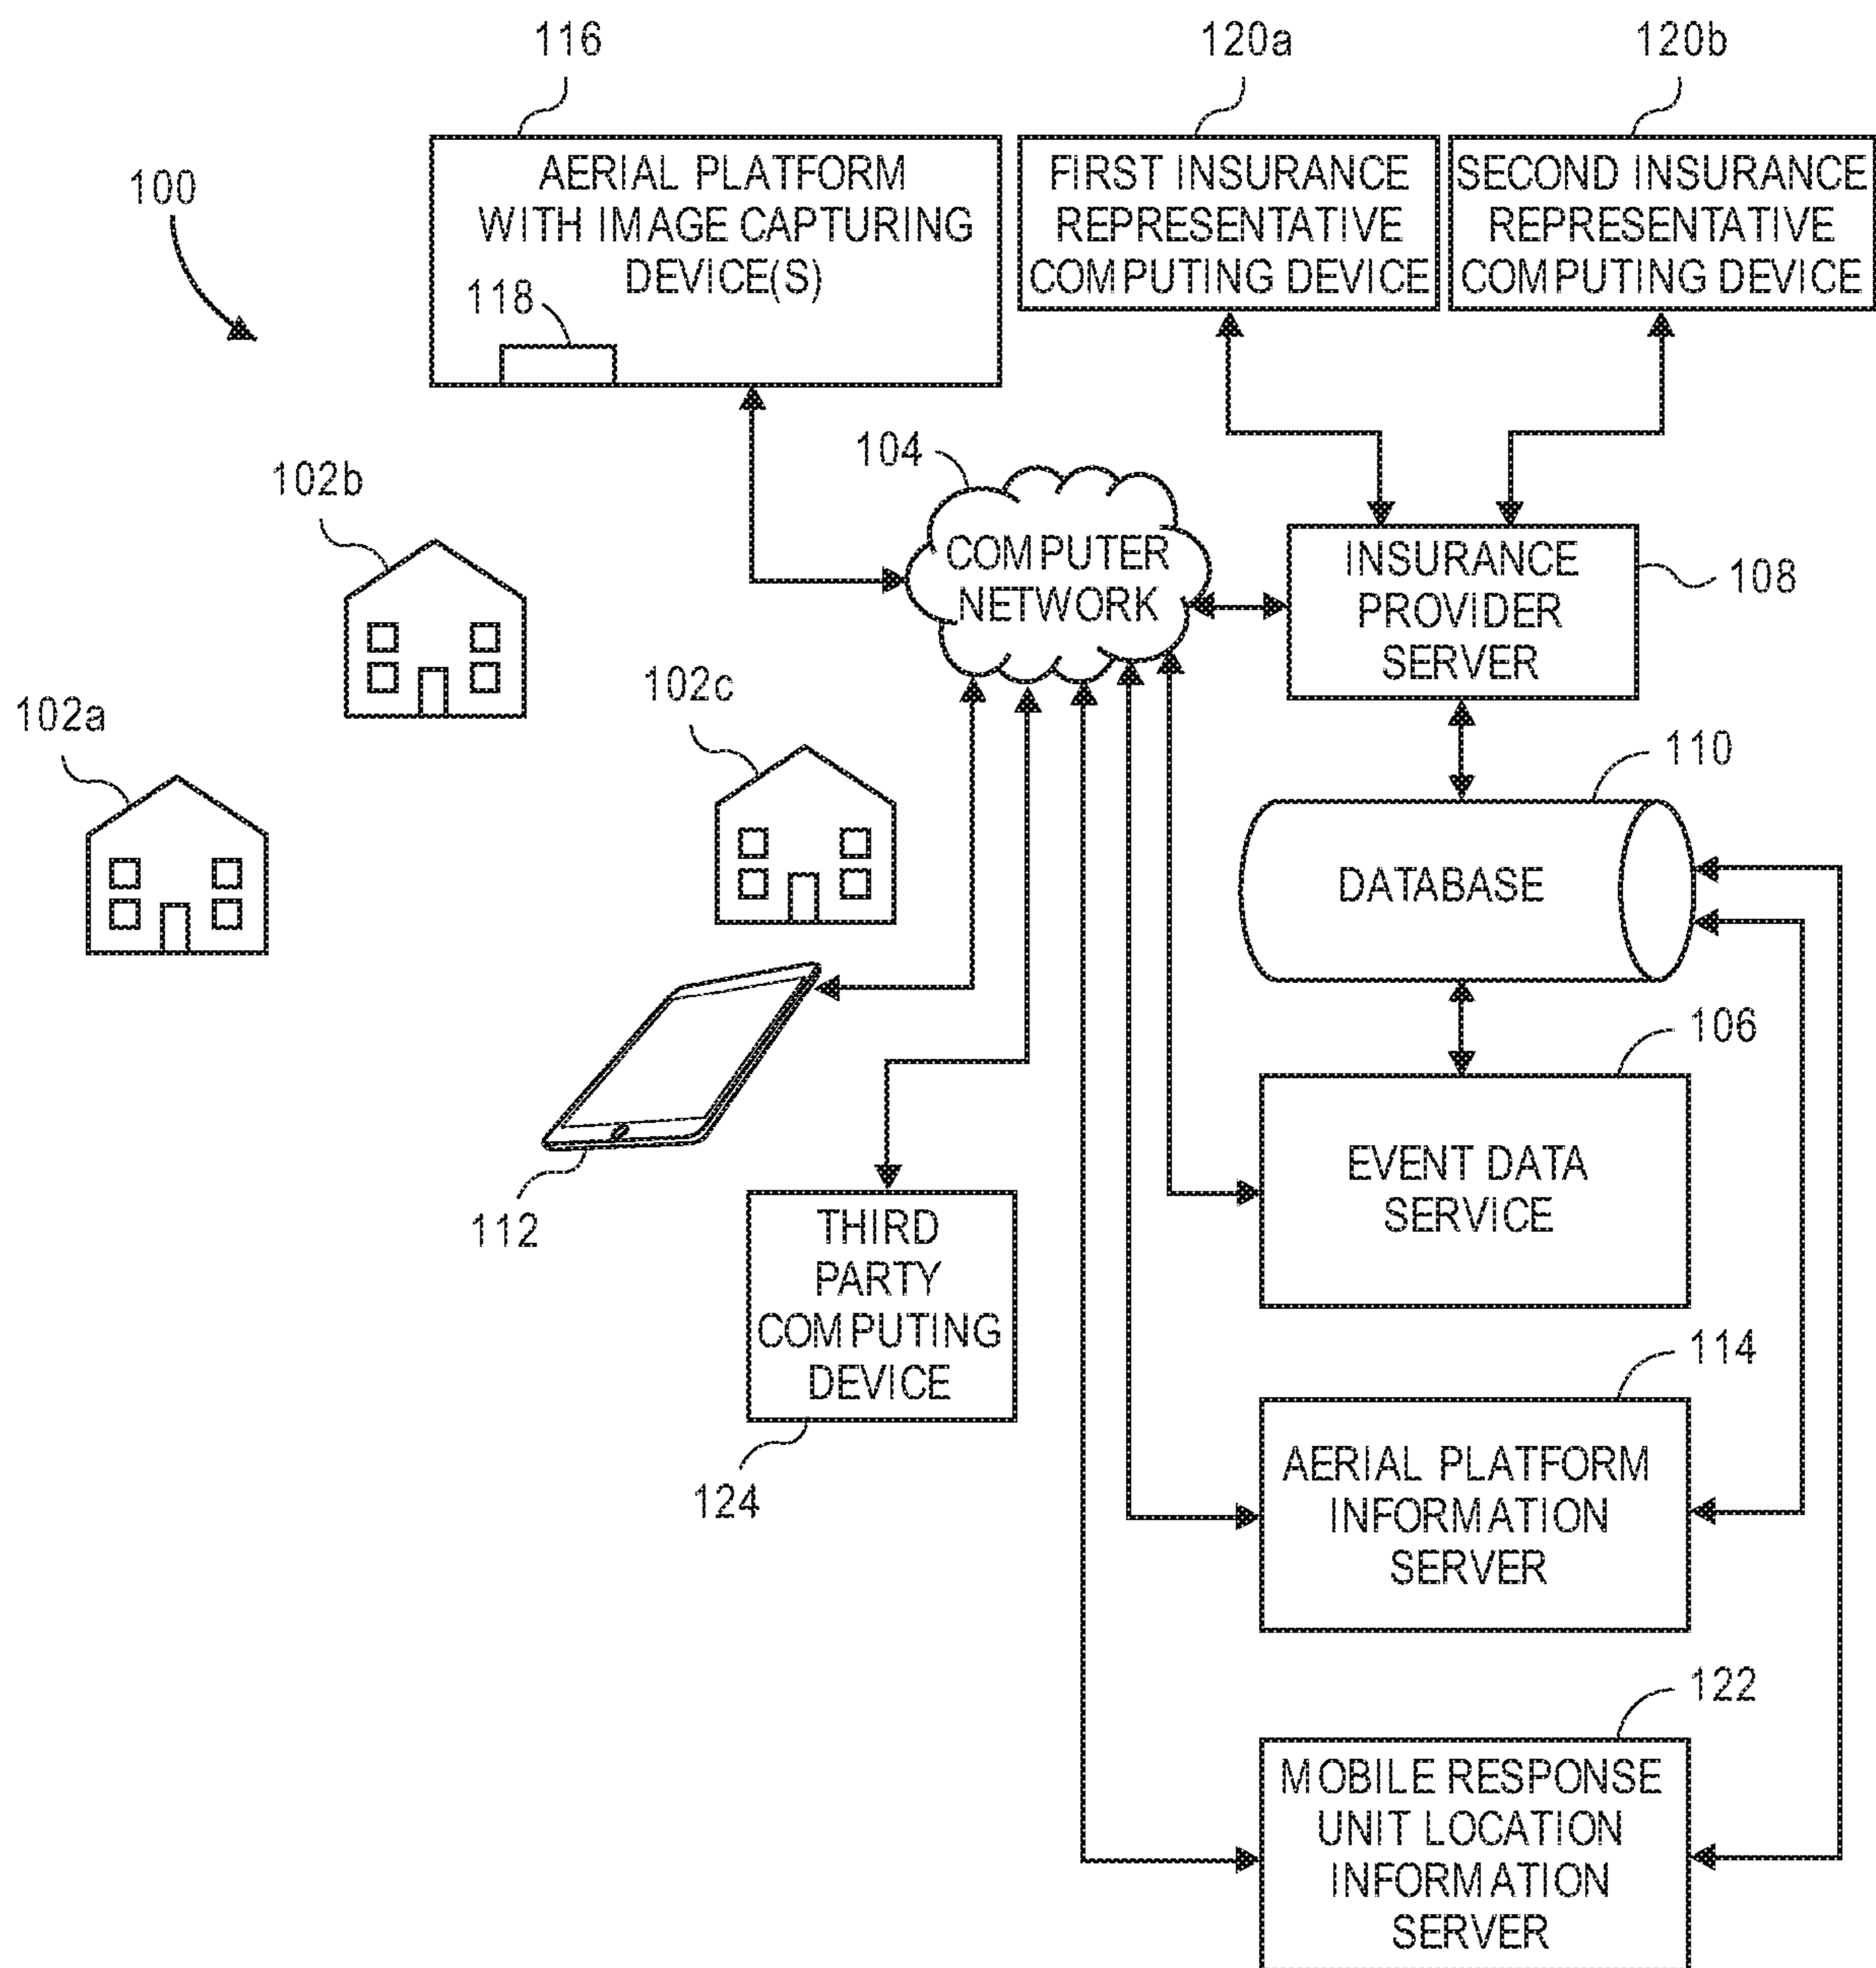 116
120a
120b
100
AERIAL PLATFORM
WITH IMAGE CAPTURING
DEVICE(S)
118
FIRST INSURANCE
REPRESENTATIVE
COMPUTING DEVICE
SECOND INSURANCE
REPRESENTATIVE
COMPUTING DEVICE
104
102b
COMPUTER
NETWORK
INSURANCE
PROVIDER
SERVER
108
102c
102a
110
DATABASE
106
EVENT DATA
SERVICE
112
THIRD
PARTY
COMPUTING
DEVICE
124
114
AERIAL PLATFORM
INFORMATION
SERVER
122
MOBILE RESPONSE
UNIT LOCATION
INFORMATION
SERVER